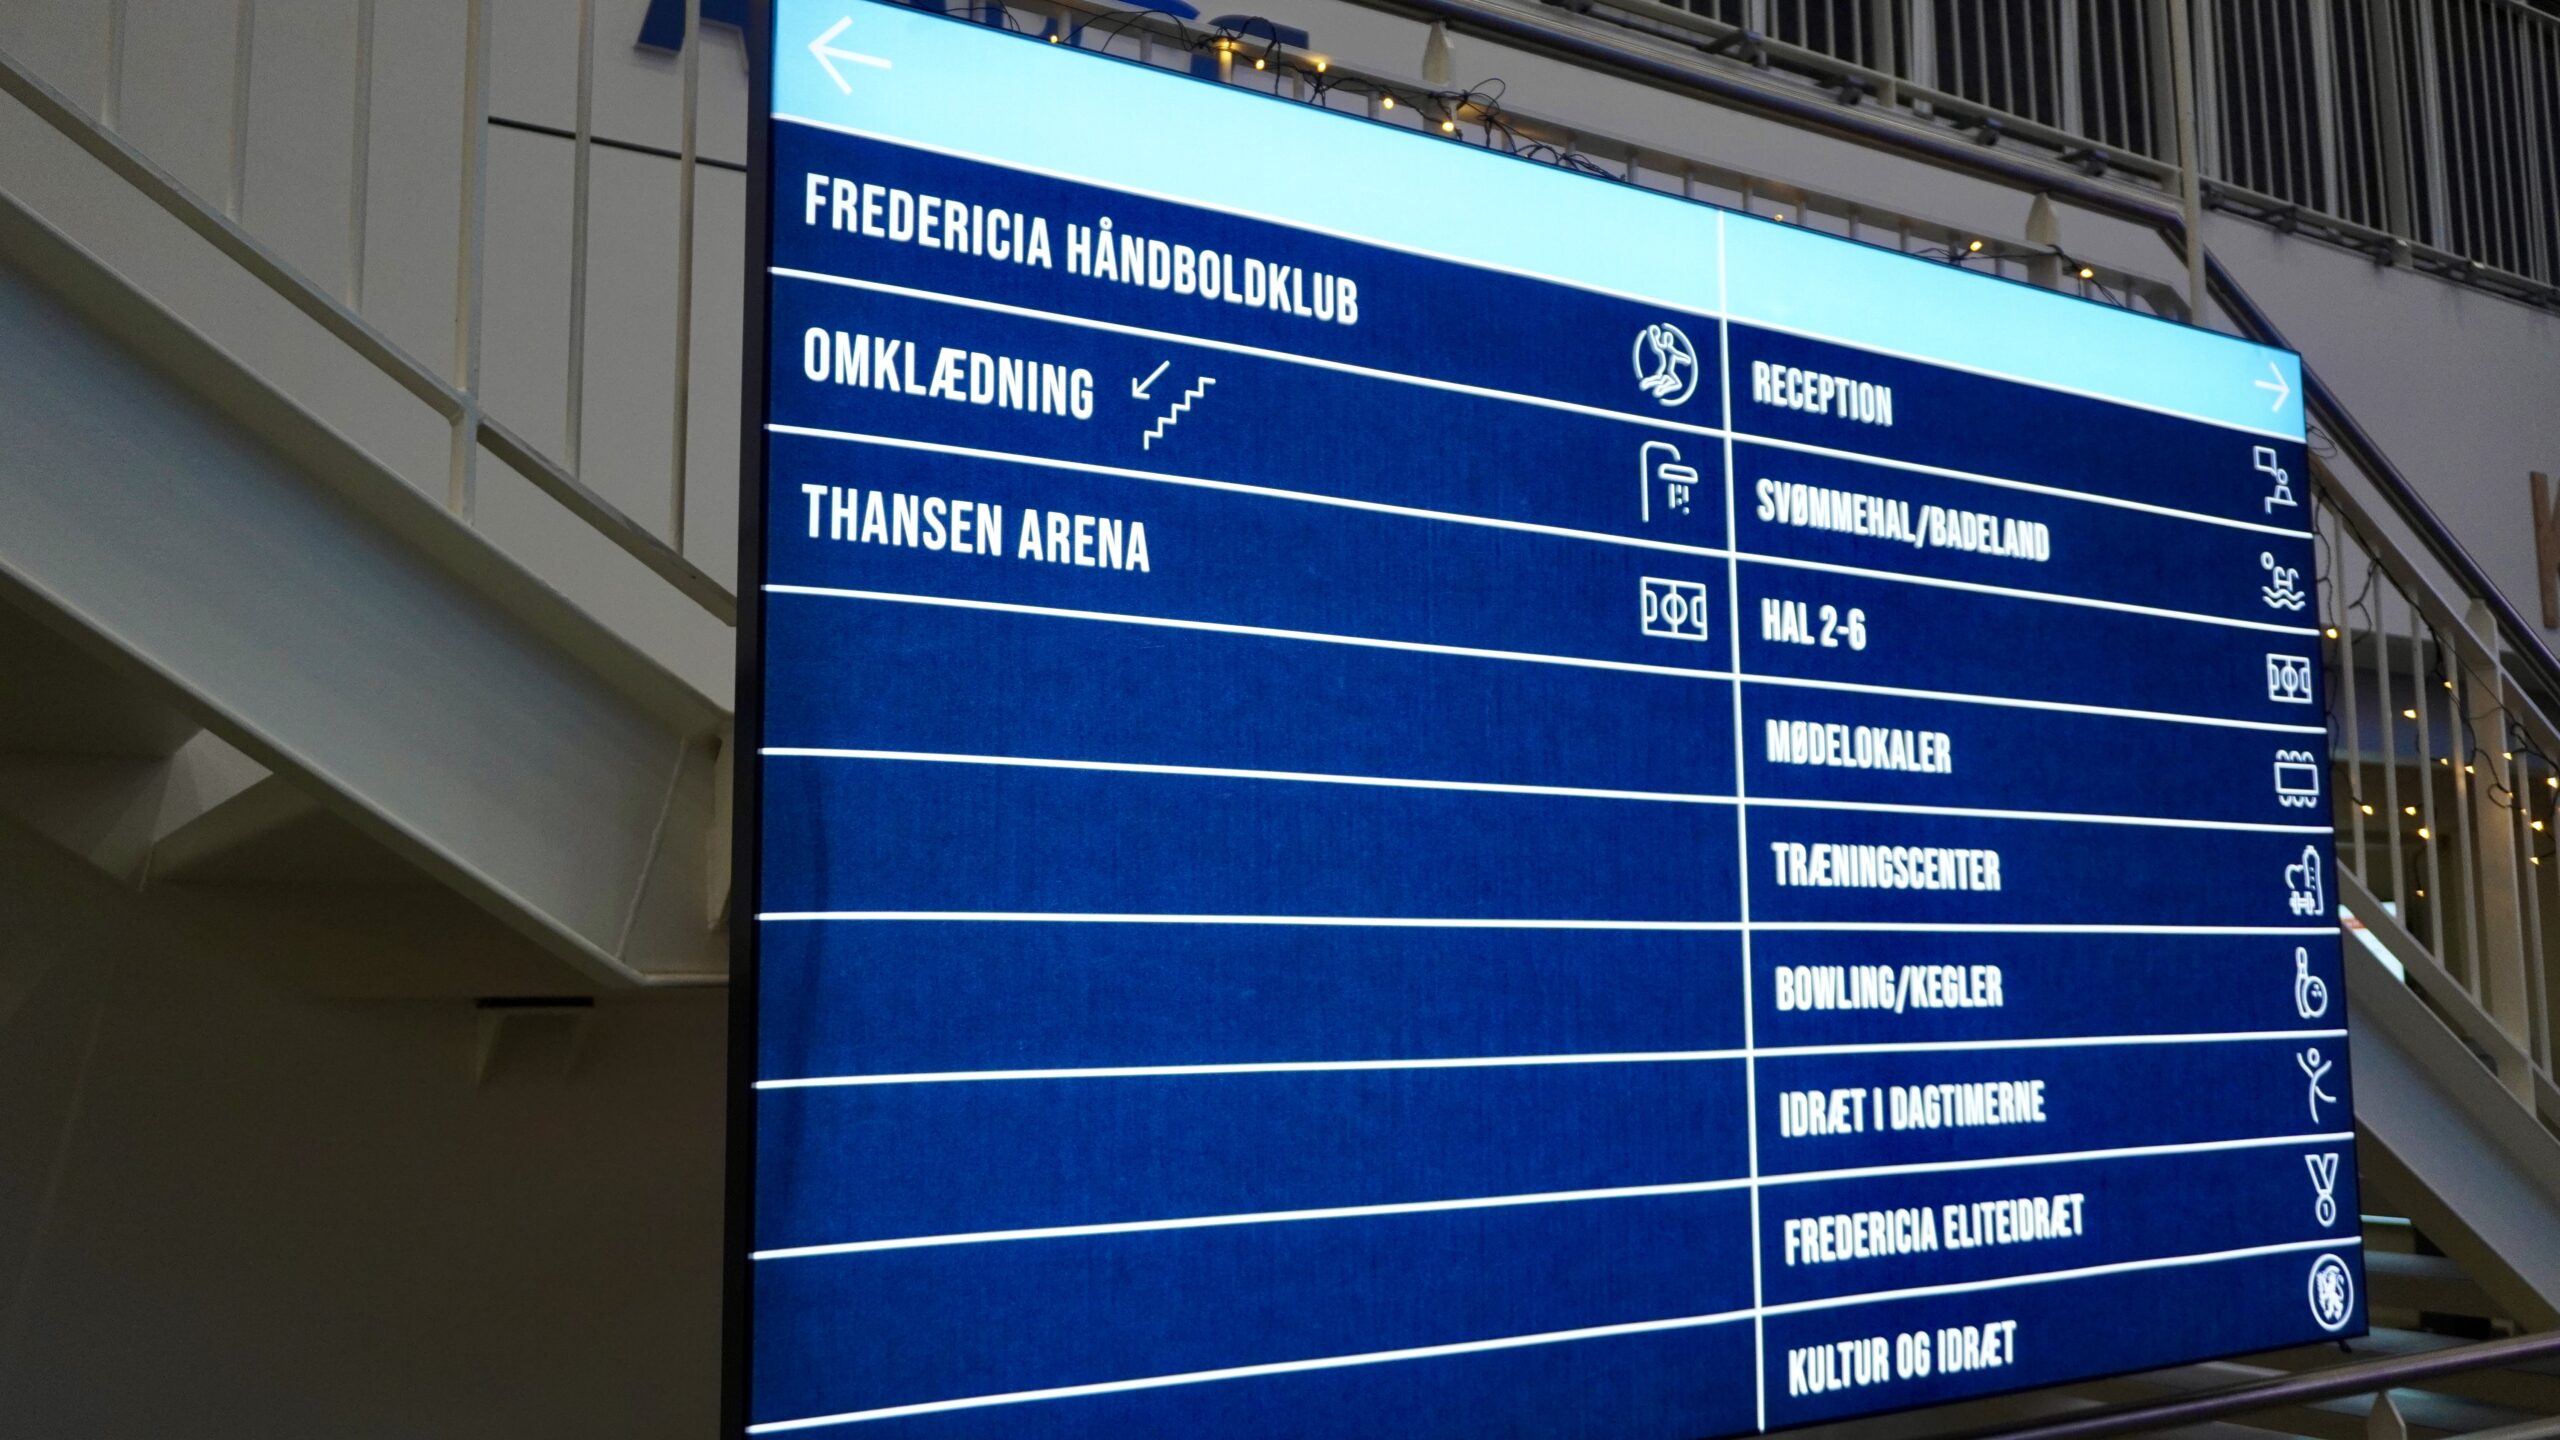 FREDERICIA HÅNDBOLDKLUB
OMKLÆDNING
THANSEN ARENA
RECEPTION
SVØMMEHAL/BADELAND
HAL 2-6
MØDELOKALER
TRÆNINGSCENTER
BOWLING/KEGLER
IDRÆT I DAGTIMERNE
FREDERICIA ELITEIDRÆT
KULTUR OG IDRÆT